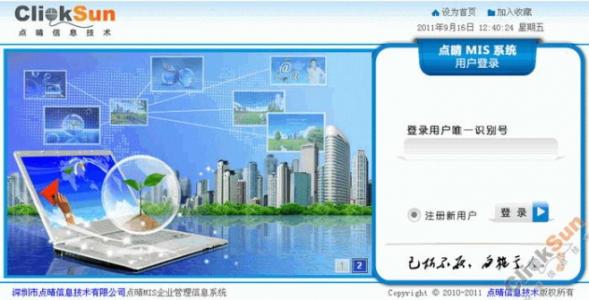 ClickSun
点晴信息技术
设为首页 加入收藏
2011年9月16日 12:40:24 星期五
点晴 MIS 系统
用户登录
登录用户唯一识别号
注册新用户 登录
1 2
深圳市点晴信息技术有限公司点晴MIS企业管理信息系统
Copyright © 2010-2011 点晴信息技术版权所有
ClickSun